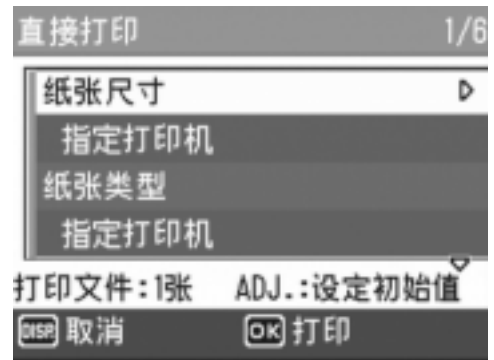 直接打印 1/6
纸张尺寸
指定打印机
纸张类型
指定打印机
打印文件:1张 ADJ.:设定初始值
DISP. 取消 OK 打印